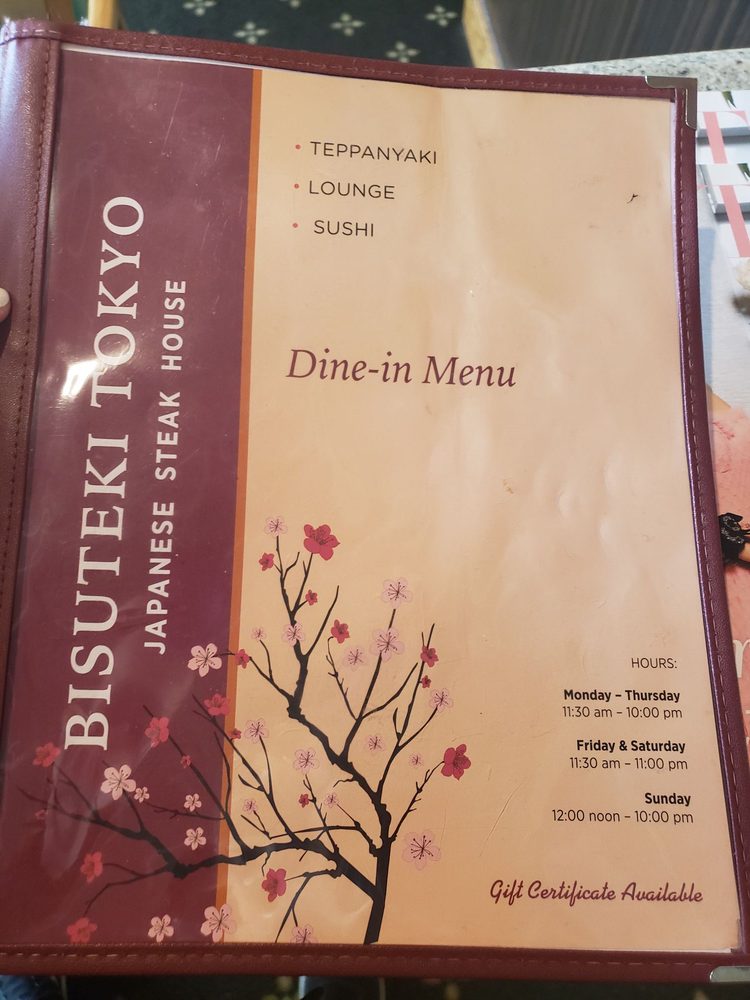 BISUTEKI TOKYO
JAPANESE STEAK HOUSE
• TEPPANYAKI
• LOUNGE
• SUSHI
Dine-in Menu
HOURS:
Monday – Thursday
11:30 am – 10:00 pm
Friday & Saturday
11:30 am – 11:00 pm
Sunday
12:00 noon – 10:00 pm
Gift Certificate Available